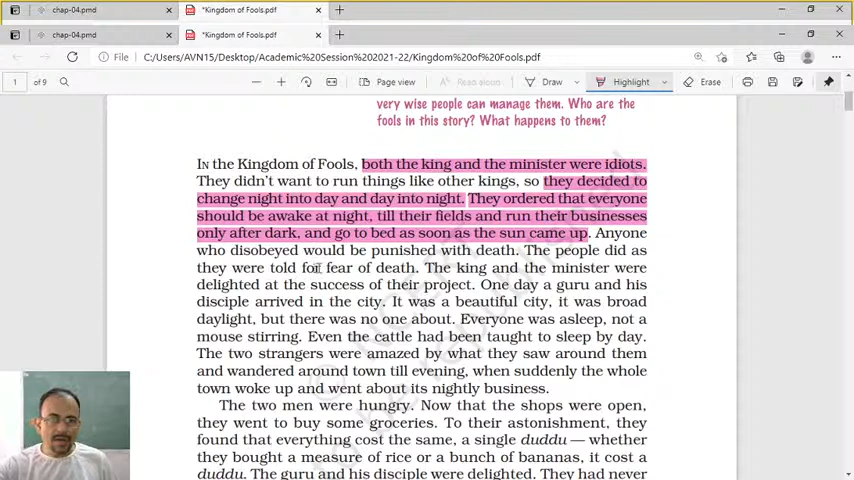 chap-04.pmd
*Kingdom of Fools.pdf
chap-04.pmd
*Kingdom of Fools.pdf
File
C:/Users/AVN15/Desktop/Academic%20Session%202021-22/Kingdom%20of%20Fools.pdf
1 of 9
Page view
Read aloud
Draw
Highlight
Erase
very wise people can manage them. Who are the
fools in this story? What happens to them?
IN the Kingdom of Fools, both the king and the minister were idiots.
They didn't want to run things like other kings, so they decided to
change night into day and day into night. They ordered that everyone
should be awake at night, till their fields and run their businesses
only after dark, and go to bed as soon as the sun came up. Anyone
who disobeyed would be punished with death. The people did as
they were told for fear of death. The king and the minister were
delighted at the success of their project. One day a guru and his
disciple arrived in the city. It was a beautiful city, it was broad
daylight, but there was no one about. Everyone was asleep, not a
mouse stirring. Even the cattle had been taught to sleep by day.
The two strangers were amazed by what they saw around them
and wandered around town till evening, when suddenly the whole
town woke up and went about its nightly business.
The two men were hungry. Now that the shops were open,
they went to buy some groceries. To their astonishment, they
found that everything cost the same, a single duddu — whether
they bought a measure of rice or a bunch of bananas, it cost a
duddu. The guru and his disciple were delighted. They had never
© NCERT
to be republished